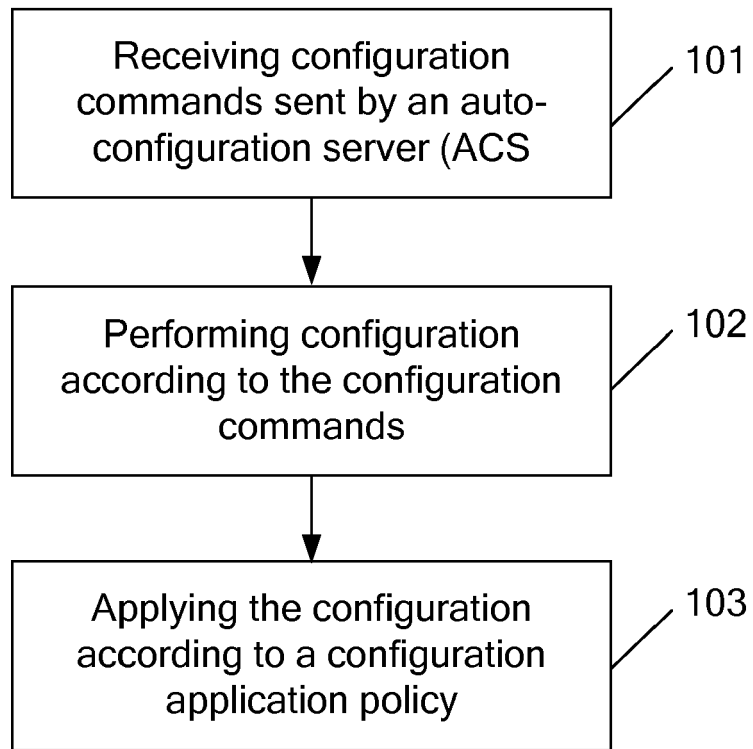 Receiving configuration
commands sent by an auto-
configuration server (ACS
101
Performing configuration
according to the configuration
commands
102
Applying the configuration
according to a configuration
application policy
103